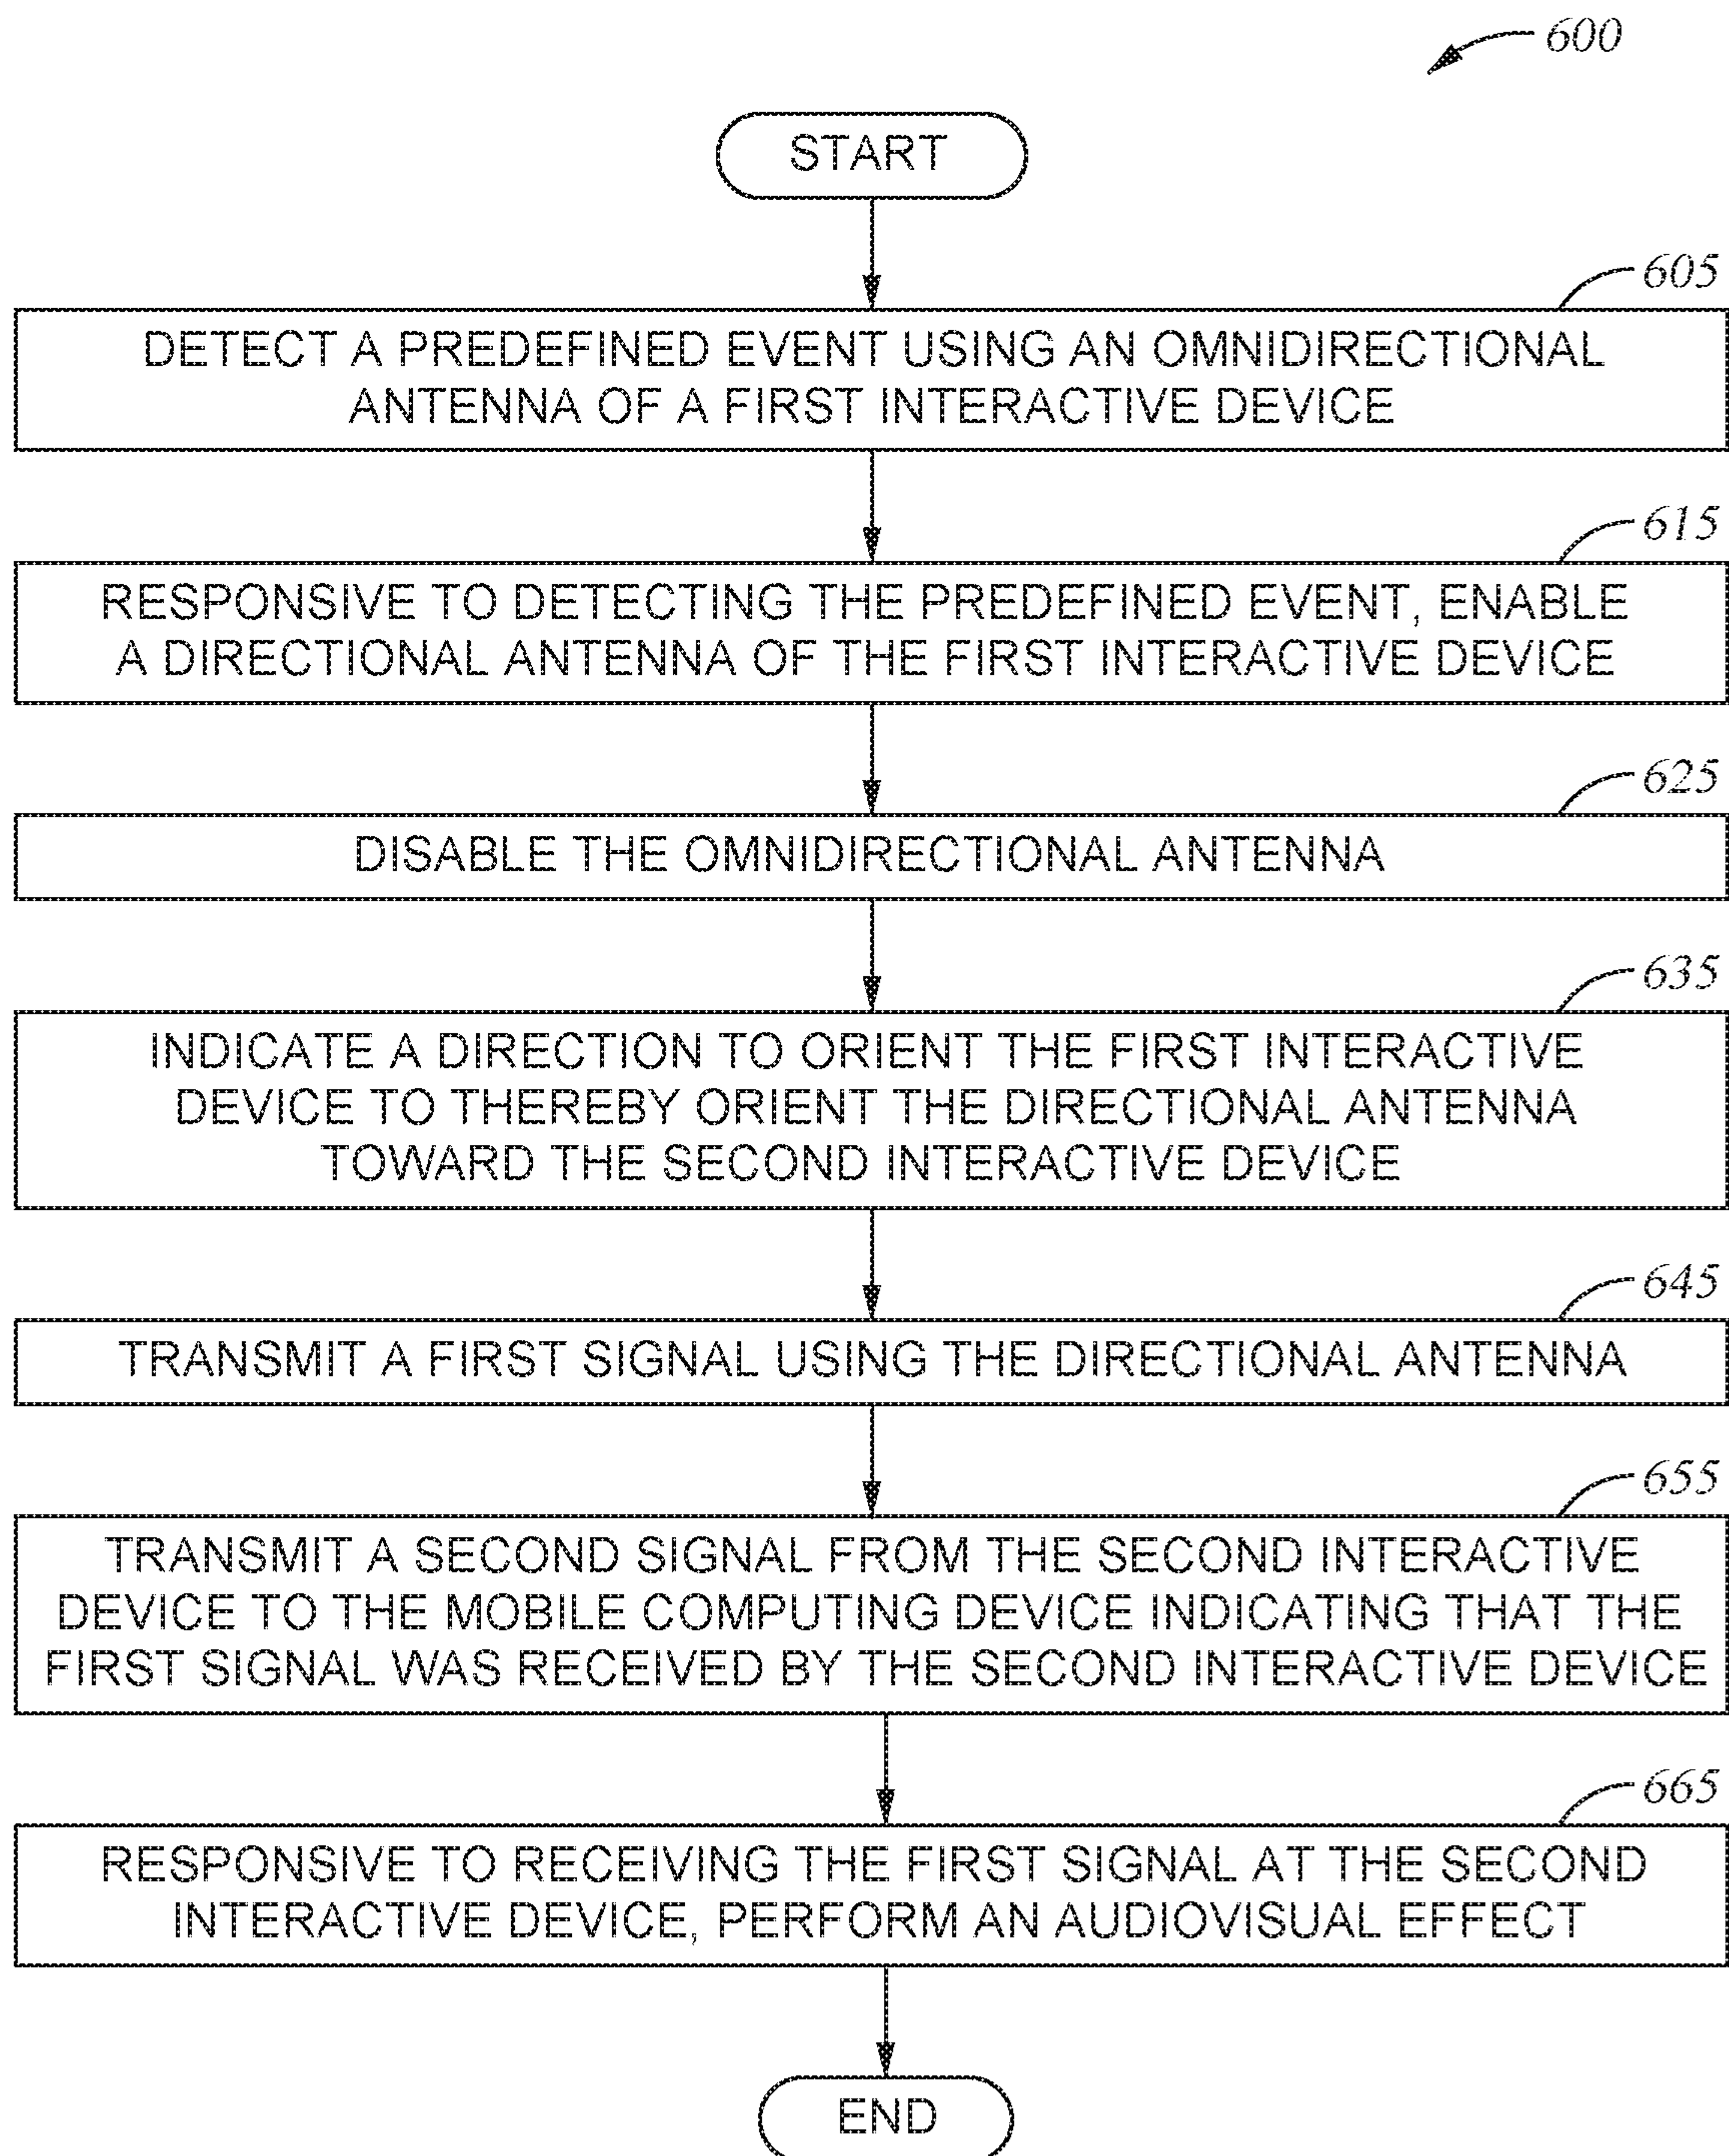 600
START
605
DETECT A PREDEFINED EVENT USING AN OMNIDIRECTIONAL
ANTENNA OF A FIRST INTERACTIVE DEVICE
615
RESPONSIVE TO DETECTING THE PREDEFINED EVENT, ENABLE
A DIRECTIONAL ANTENNA OF THE FIRST INTERACTIVE DEVICE
625
DISABLE THE OMNIDIRECTIONAL ANTENNA
635
INDICATE A DIRECTION TO ORIENT THE FIRST INTERACTIVE
DEVICE TO THEREBY ORIENT THE DIRECTIONAL ANTENNA
TOWARD THE SECOND INTERACTIVE DEVICE
645
TRANSMIT A FIRST SIGNAL USING THE DIRECTIONAL ANTENNA
655
TRANSMIT A SECOND SIGNAL FROM THE SECOND INTERACTIVE
DEVICE TO THE MOBILE COMPUTING DEVICE INDICATING THAT THE
FIRST SIGNAL WAS RECEIVED BY THE SECOND INTERACTIVE DEVICE
665
RESPONSIVE TO RECEIVING THE FIRST SIGNAL AT THE SECOND
INTERACTIVE DEVICE, PERFORM AN AUDIOVISUAL EFFECT
END